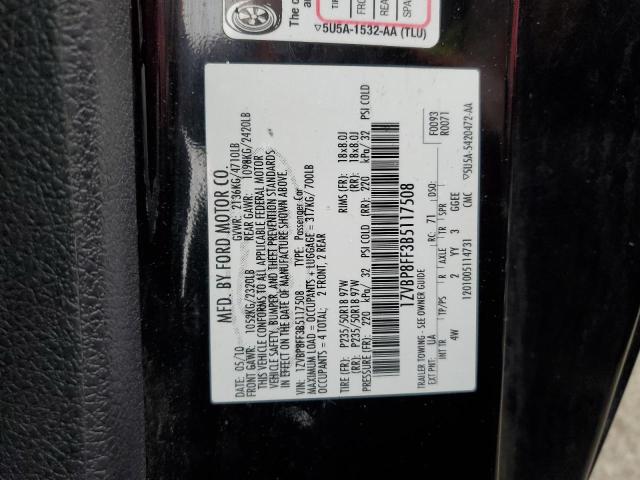 The c
an
TIR
FRO
REA
SPA
▽5U5A-1532-AA (TLU)
MFD. BY FORD MOTOR CO.
DATE: 05/10 GVWR: 2136KG/4710LB
FRONT GAWR: 1052KG/2320LB REAR GAWR: 1098KG/2420LB
THIS VEHICLE CONFORMS TO ALL APPLICABLE FEDERAL MOTOR
VEHICLE SAFETY, BUMPER, AND THEFT PREVENTION STANDARDS
IN EFFECT ON THE DATE OF MANUFACTURE SHOWN ABOVE.
VIN: 1ZVBP8FF3B5117508 TYPE: Passenger Car
MAXIMUM LOAD = OCCUPANTS + LUGGAGE = 317KG/ 700LB
OCCUPANTS = 4 TOTAL; 2 FRONT, 2 REAR
TIRE (FR): P235/50R18 97W RIMS (FR): 18x8.0J
(RR): P235/50R18 97W (RR): 18x8.0J
PRESSURE (FR): 220 kPa/ 32 PSI COLD (RR): 220 kPa/ 32 PSI COLD
1ZVBP8FF3B5117508
TRAILER TOWING - SEE OWNER GUIDE F0093
EXT PNT: UA RC: 71 DSO: R0071
INT TR TP/PS R AXLE TR SPR
4W 2 YY 3 GGEE
1201005114731 CMC ▽5U5A-5420472-AA